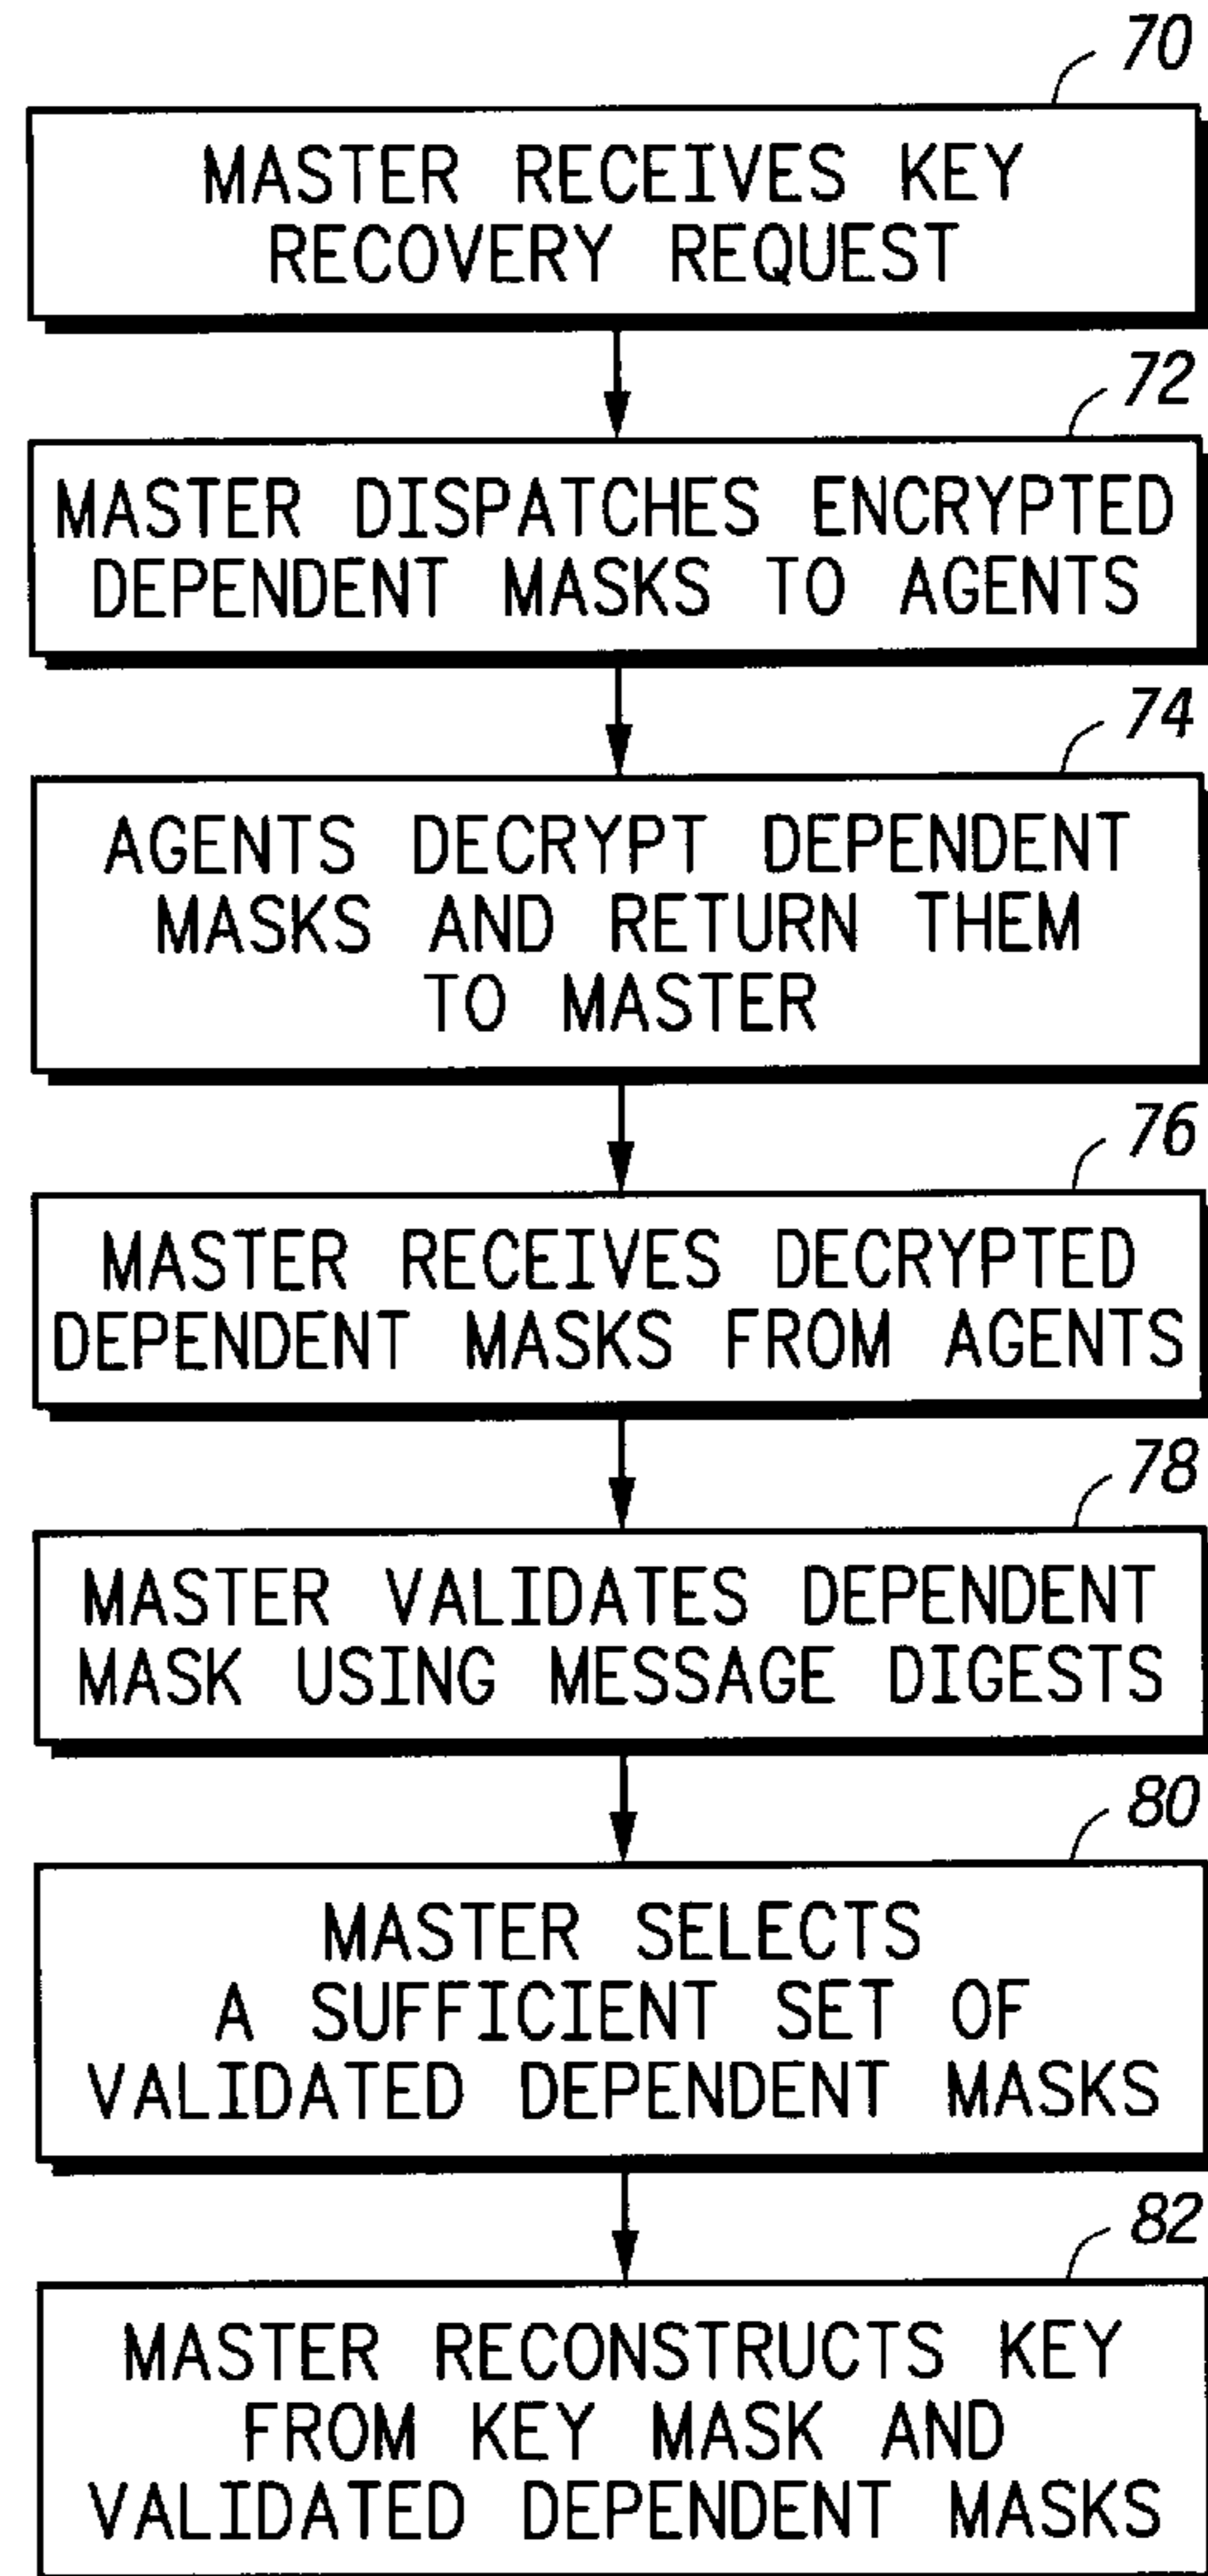 70
MASTER RECEIVES KEY
RECOVERY REQUEST
72
MASTER DISPATCHES ENCRYPTED
DEPENDENT MASKS TO AGENTS
74
AGENTS DECRYPT DEPENDENT
MASKS AND RETURN THEM
TO MASTER
76
MASTER RECEIVES DECRYPTED
DEPENDENT MASKS FROM AGENTS
78
MASTER VALIDATES DEPENDENT
MASK USING MESSAGE DIGESTS
80
MASTER SELECTS
A SUFFICIENT SET OF
VALIDATED DEPENDENT MASKS
82
MASTER RECONSTRUCTS KEY
FROM KEY MASK AND
VALIDATED DEPENDENT MASKS